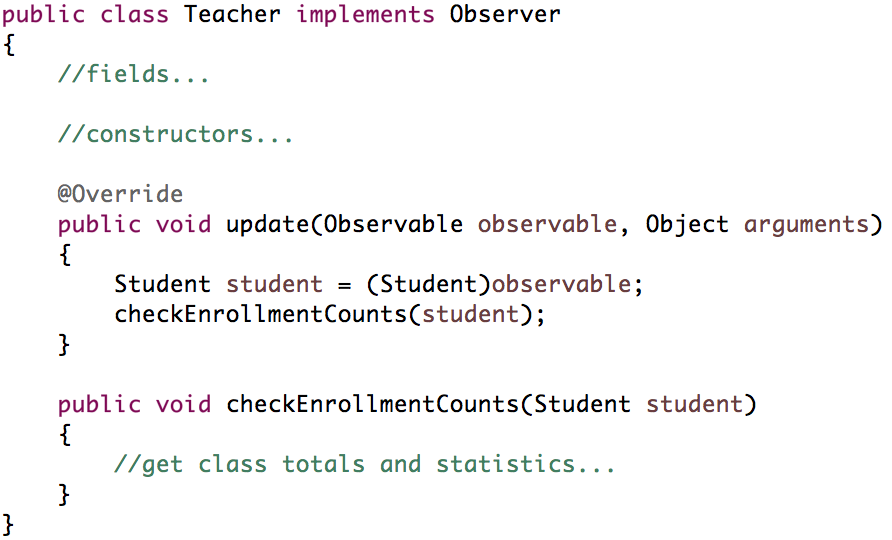 public class Teacher implements Observer
{
    //fields...

    //constructors...

    @Override
    public void update(Observable observable, Object arguments)
    {
        Student student = (Student)observable;
        checkEnrollmentCounts(student);
    }

    public void checkEnrollmentCounts(Student student)
    {
        //get class totals and statistics...
    }
}